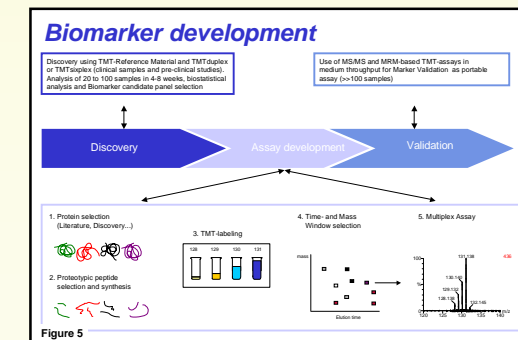 Biomarker development
Discovery using TMT-Reference Material and TMTduplex
or TMTsixplex (clinical samples and pre-clinical studies).
Analysis of 20 to 100 samples in 4-8 weeks, biostatistical
analysis and Biomarker candidate panel selection
Use of MS/MS and MRM-based TMT-assays in
medium throughput for Marker Validation as portable
assay (>>100 samples)
Discovery
Assay development
Validation
1. Protein selection
(Literature, Discovery...)
2. Proteotypic peptide
selection and synthesis
3. TMT-labeling
128 129 130 131
4. Time- and Mass
Window selection
mass
Elution time
5. Multiplex Assay
131.138
130.140
129.132
128.138
132.145
100
50
0
120 125 130 135 140
m/z
Figure 5